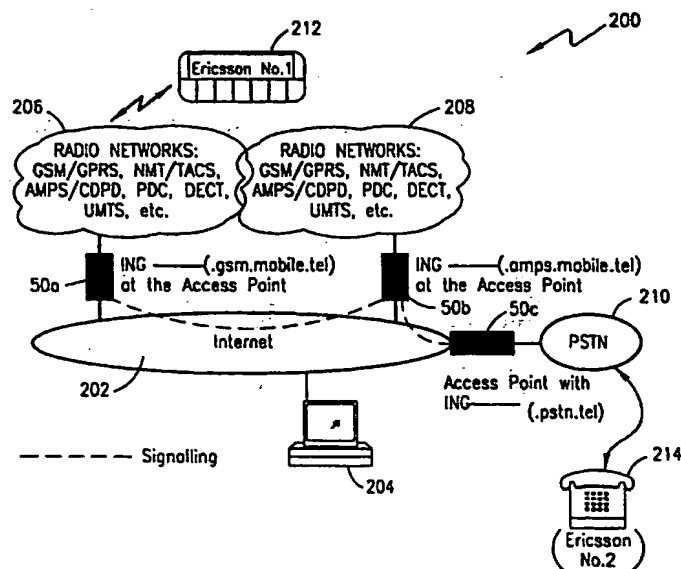 200
212
Ericsson No.1
206
208
RADIO NETWORKS:
GSM/GPRS, NMT/TACS,
AMPS/CDPD, PDC, DECT,
UMTS, etc.
RADIO NETWORKS:
GSM/GPRS, NMT/TACS,
AMPS/CDPD, PDC, DECT,
UMTS, etc.
50a
ING (.gsm.mobile.tel)
at the Access Point
ING (.amps.mobile.tel)
at the Access Point
50b
50c
210
Internet
PSTN
202
Access Point with
ING (.pstn.tel)
Signalling
204
214
(Ericsson
No.2)